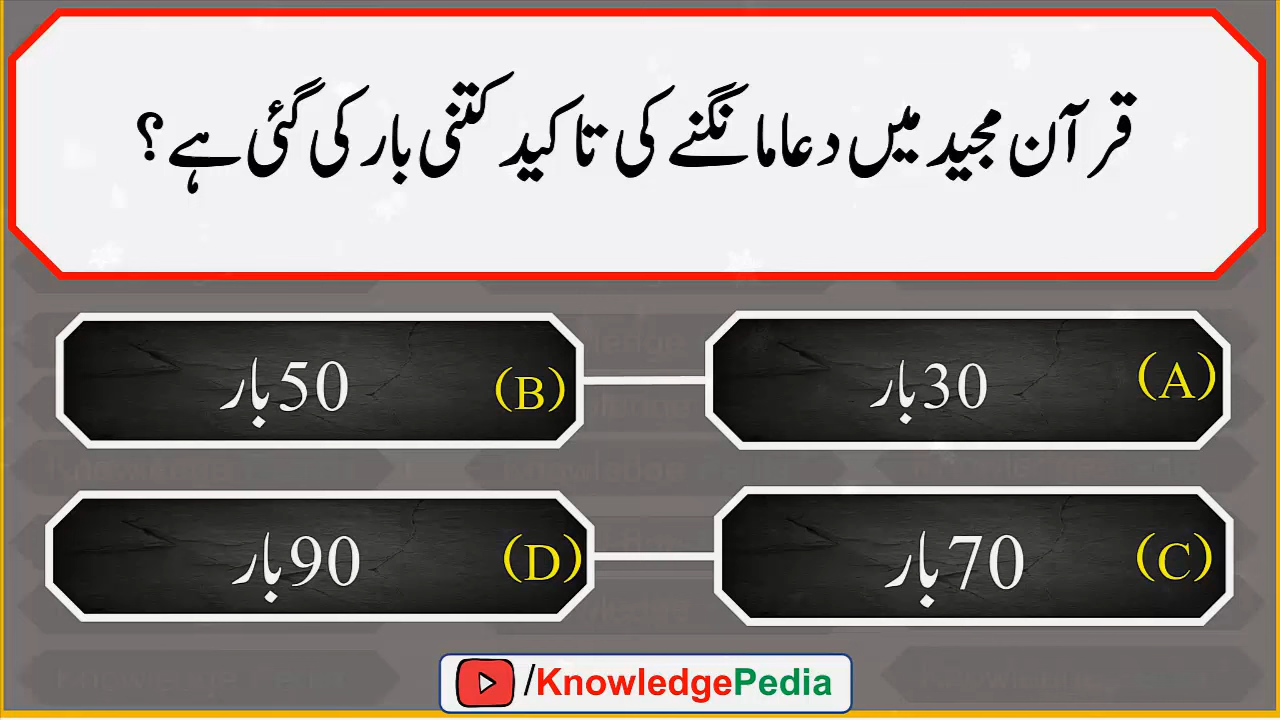 قرآن مجید میں دعا مانگنے کی تاکید کتنی بار کی گئی ہے؟
(A) 30 بار
(B) 50 بار
(C) 70 بار
(D) 90 بار
/KnowledgePedia